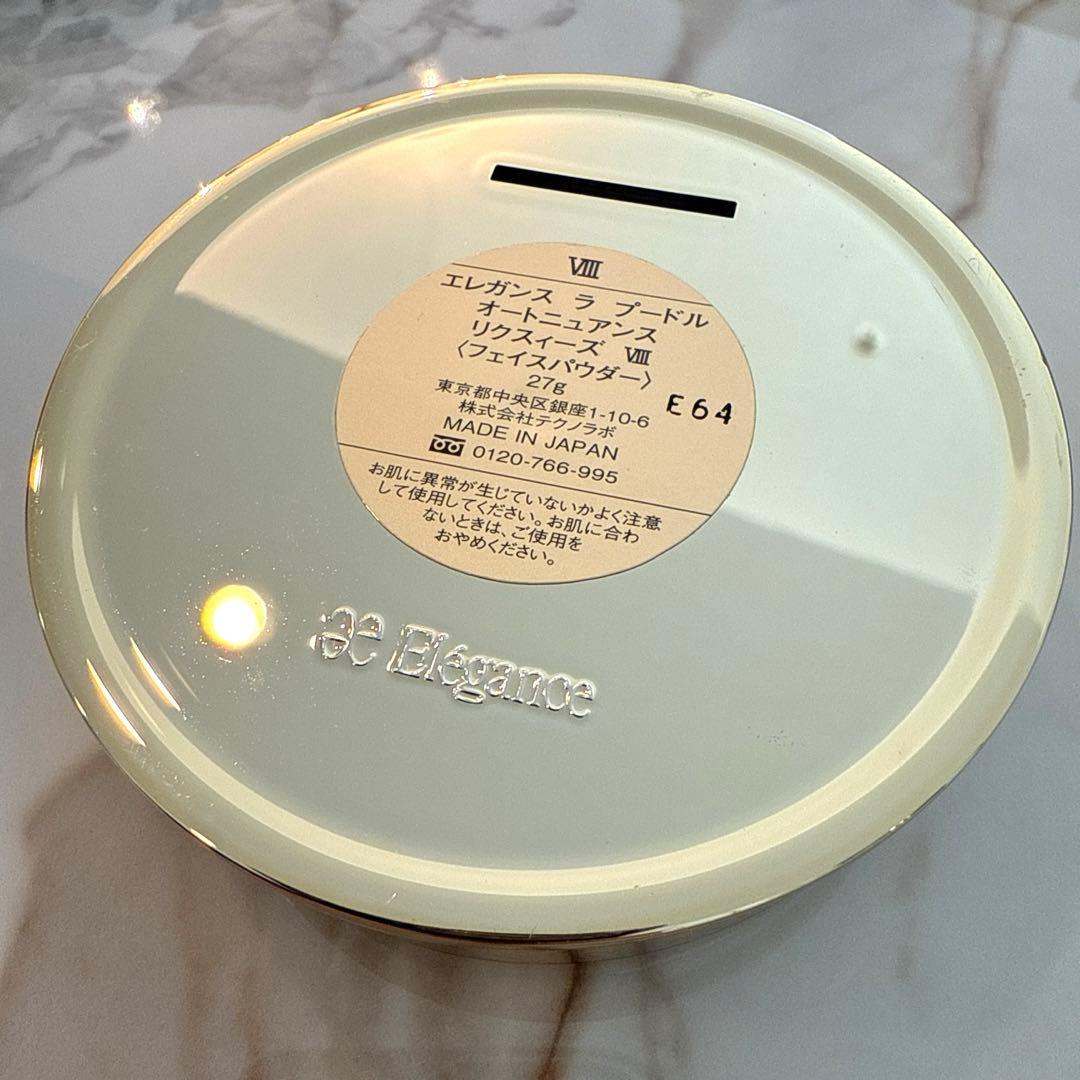 Ⅷ
エレガンス ラ プードル
オートニュアンス
リクスィーズ Ⅷ
〈フェイスパウダー〉
27g
東京都中央区銀座1-10-6
株式会社テクノラボ
MADE IN JAPAN
0120-766-995
E64
お肌に異常が生じていないかよく注意
して使用してください。お肌に合わ
ないときは、ご使用を
おやめください。
æ Elégance